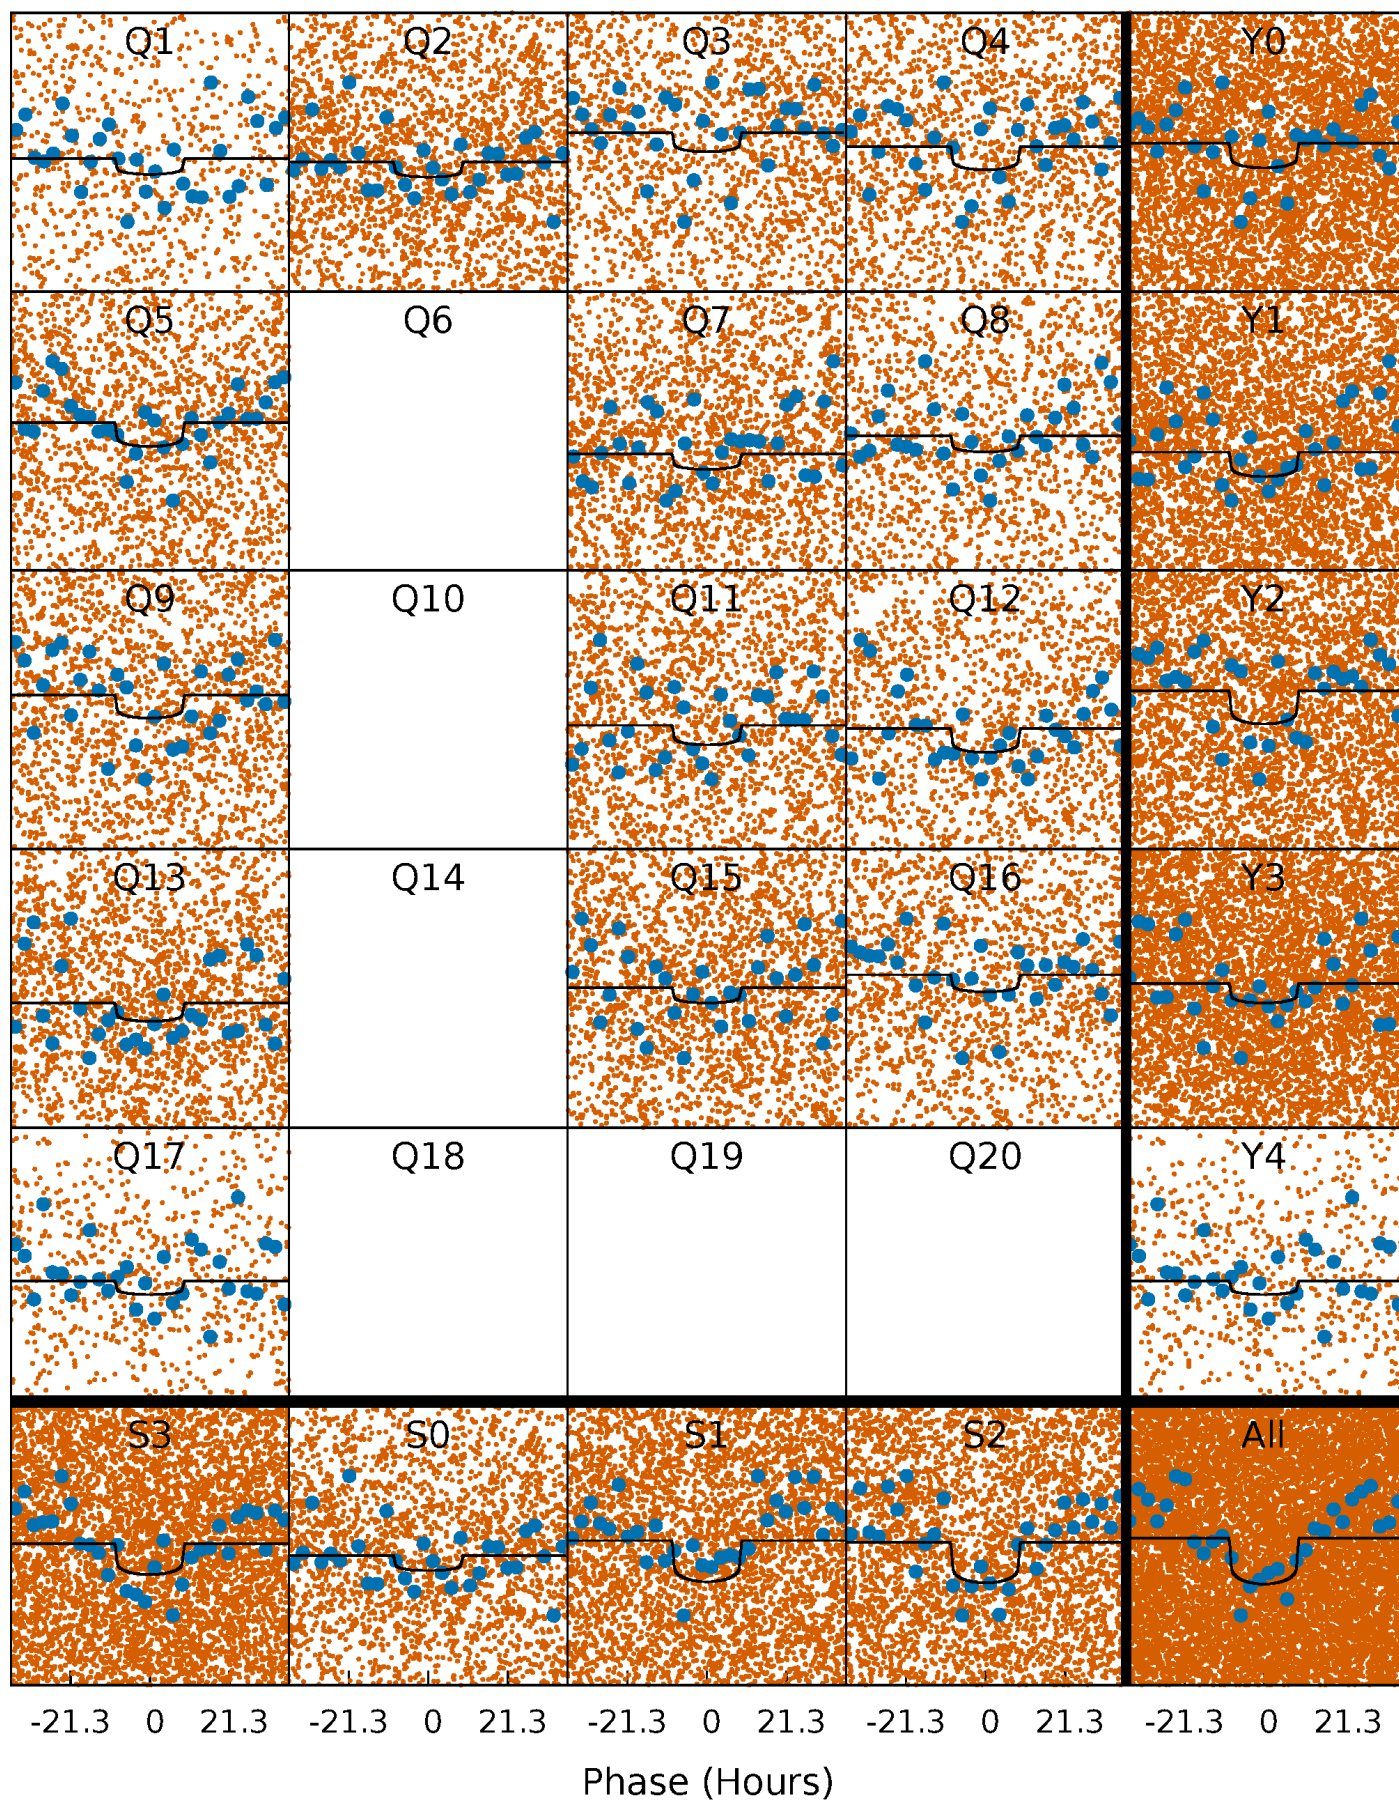 Q1 Q2 Q3 Q4 Y0
Q5 Q6 Q7 Q8 Y1
Q9 Q10 Q11 Q12 Y2
Q13 Q14 Q15 Q16 Y3
Q17 Q18 Q19 Q20 Y4
S3 S0 S1 S2 All
-21.3 0 21.3 -21.3 0 21.3 -21.3 0 21.3 -21.3 0 21.3 -21.3 0 21.3
Phase (Hours)